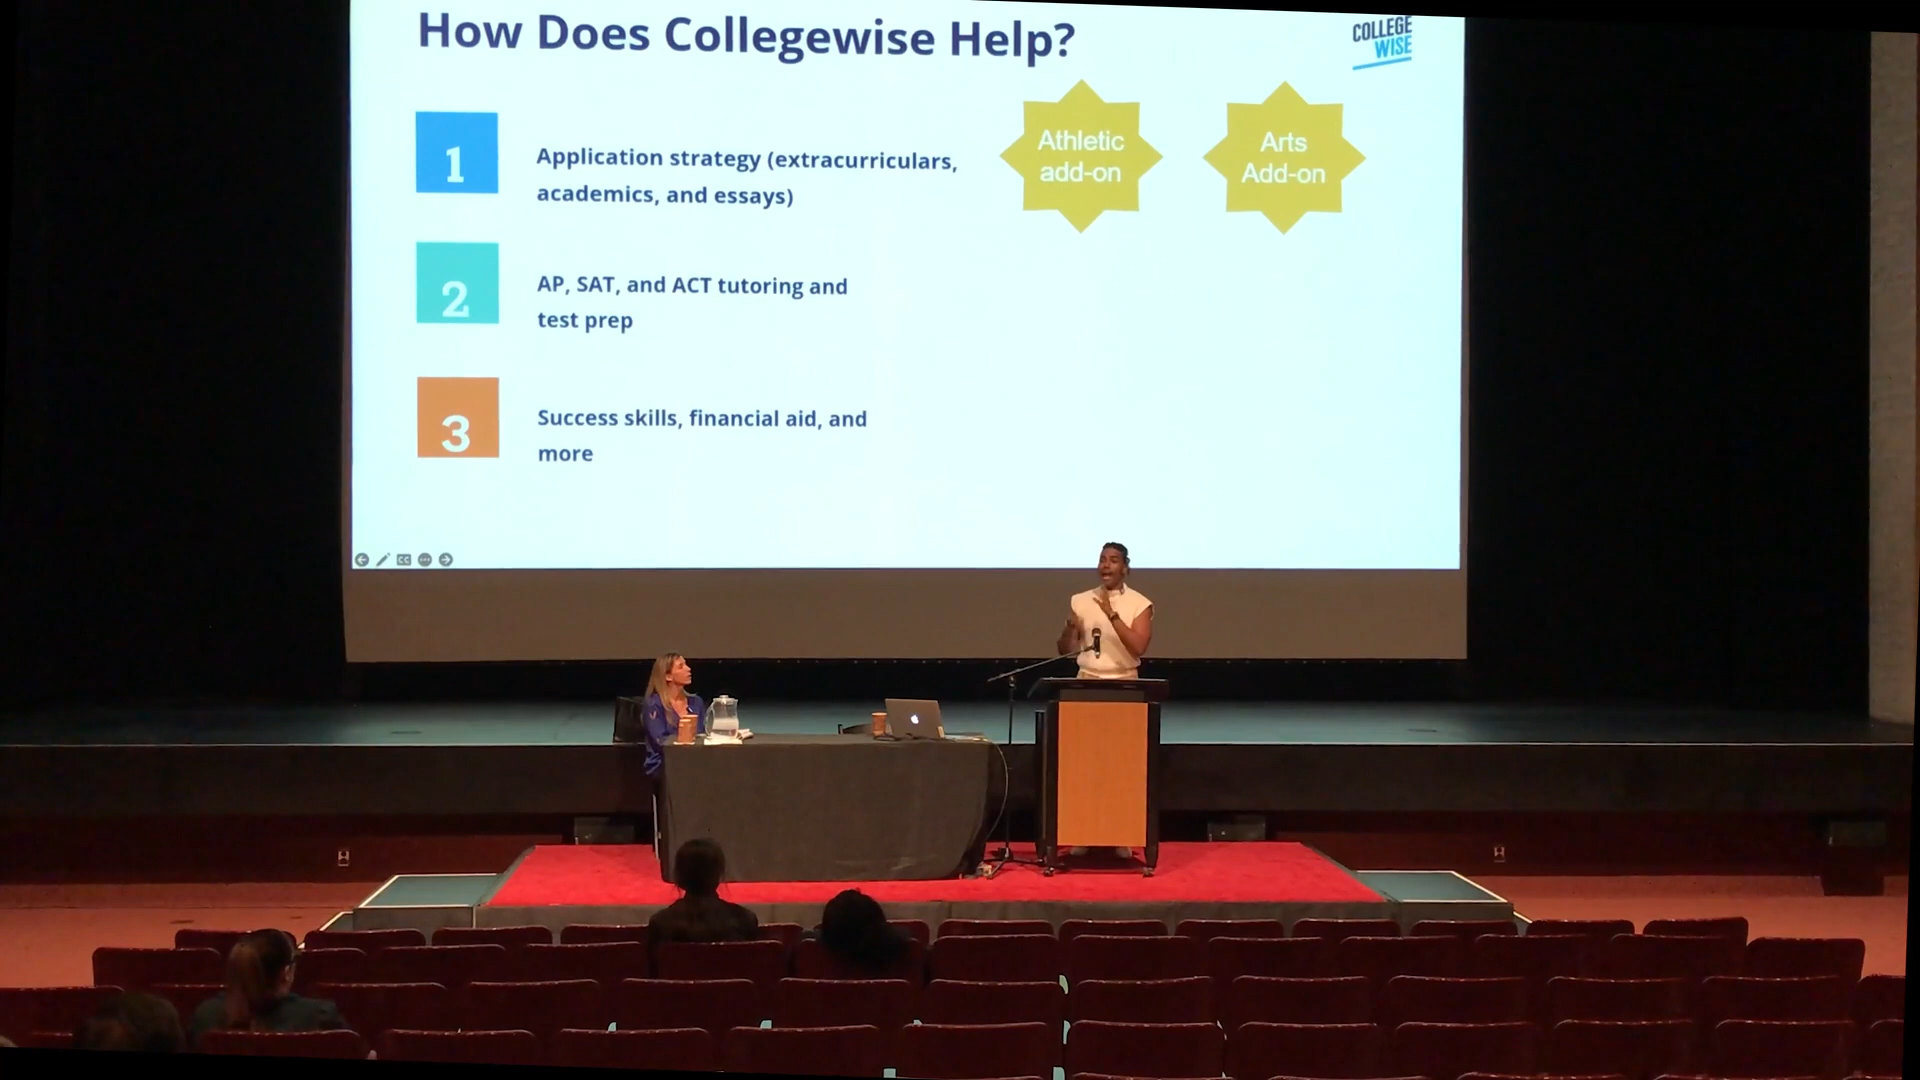 How Does Collegewise Help?
COLLEGE
WISE
1
Application strategy (extracurriculars,
academics, and essays)
Athletic
add-on
Arts
Add-on
2
AP, SAT, and ACT tutoring and
test prep
3
Success skills, financial aid, and
more
CC